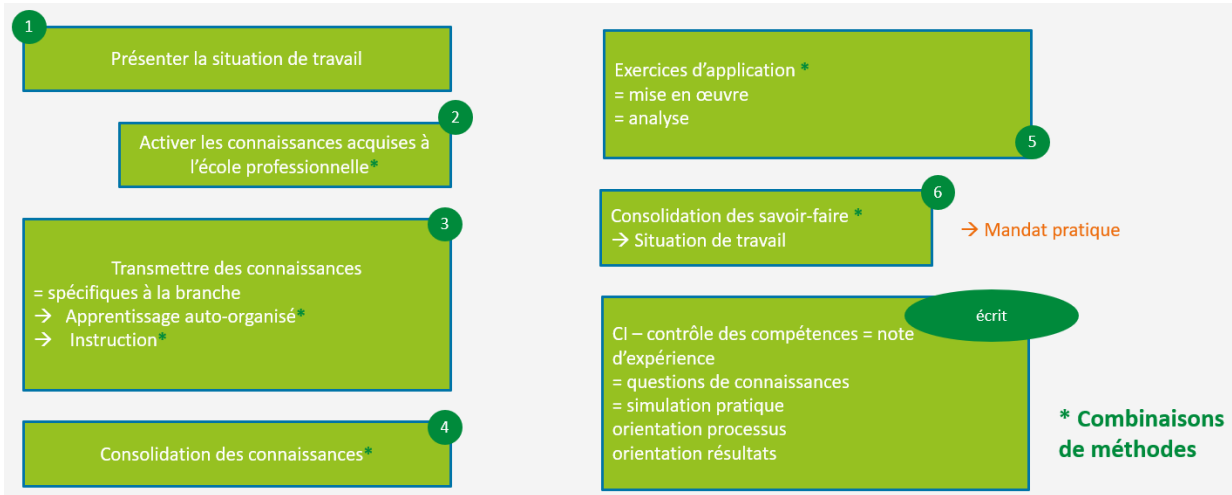 1
Présenter la situation de travail
2
Activer les connaissances acquises à
l'école professionnelle*
3
Transmettre des connaissances
= spécifiques à la branche
→ Apprentissage auto-organisé*
→ Instruction*
4
Consolidation des connaissances*
Exercices d'application *
= mise en œuvre
= analyse
5
6
Consolidation des savoir-faire *
→ Situation de travail
→ Mandat pratique
écrit
CI – contrôle des compétences = note
d'expérience
= questions de connaissances
= simulation pratique
orientation processus
orientation résultats
* Combinaisons
de méthodes